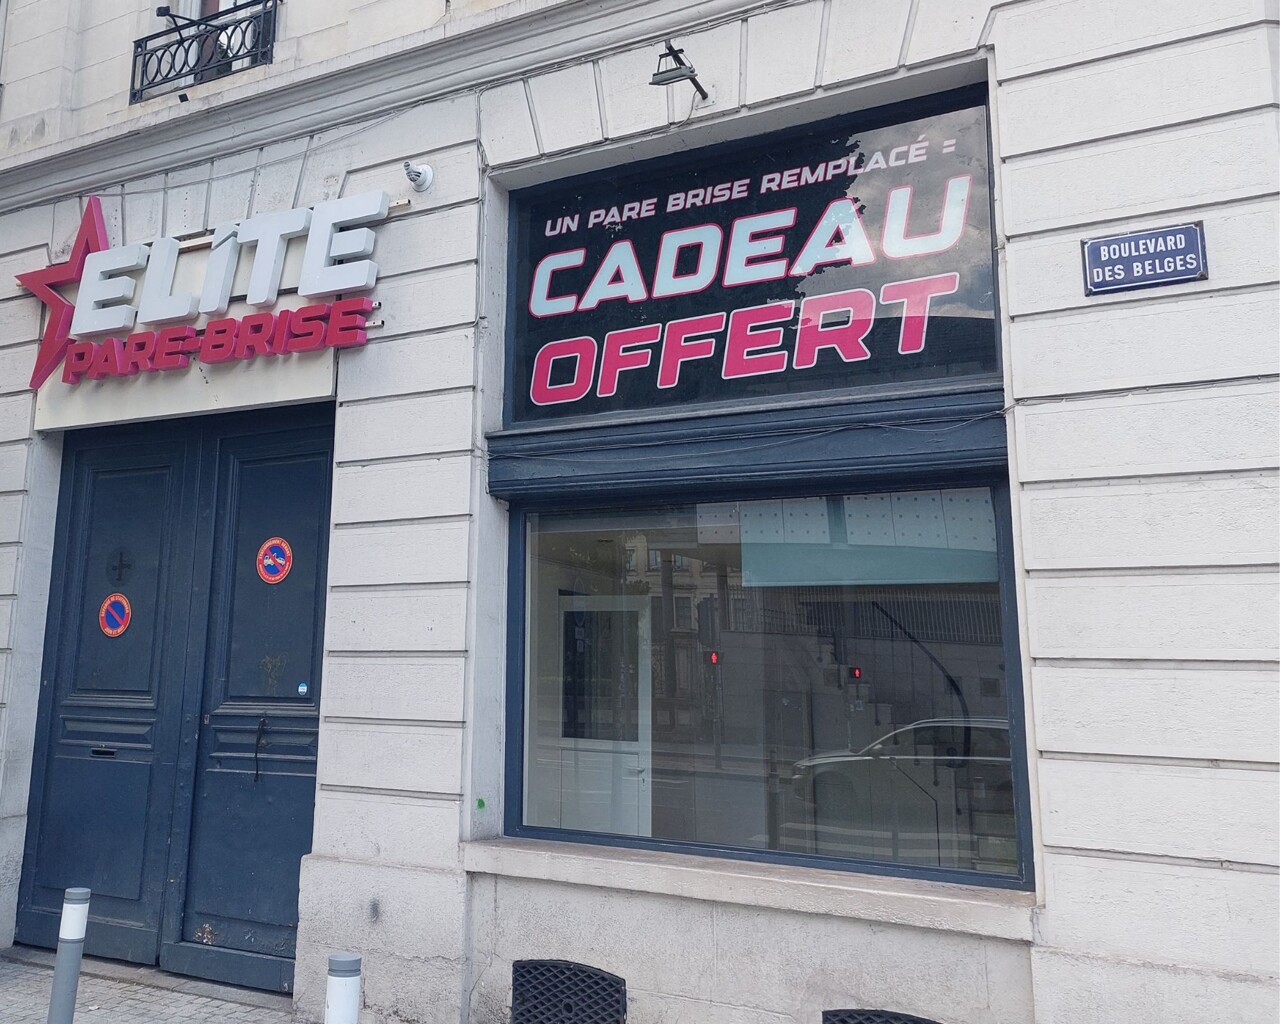 ELITE
PARE-BRISE
UN PARE BRISE REMPLACÉ =
CADEAU
OFFERT
BOULEVARD
DES BELGES